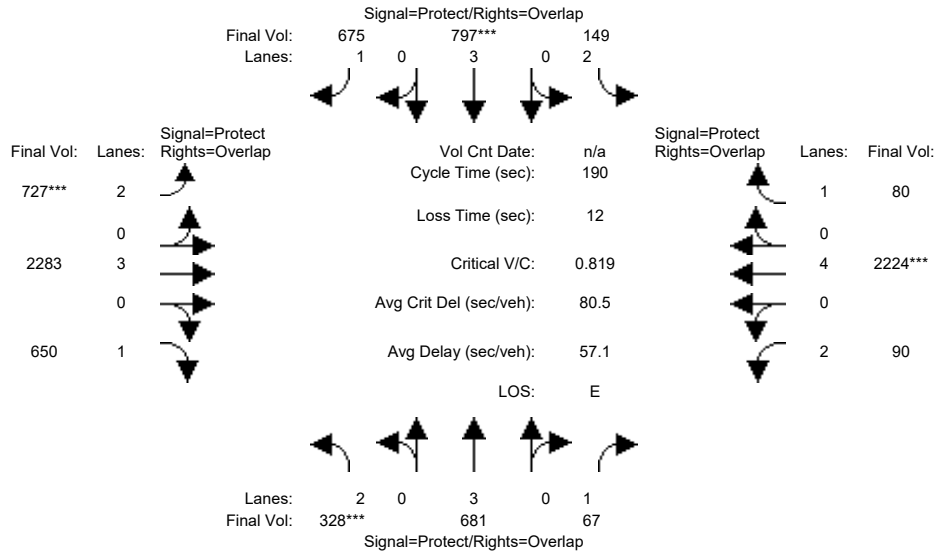 Signal=Protect/Rights=Overlap
Final Vol: 675 797*** 149
Lanes: 1 0 3 0 2
Signal=Protect Signal=Protect
Final Vol: Lanes: Rights=Overlap Vol Cnt Date: n/a Rights=Overlap Lanes: Final Vol:
Cycle Time (sec): 190
727*** 2 1 80
Loss Time (sec): 12
0 0
2283 3 Critical V/C: 0.819 4 2224***
0 Avg Crit Del (sec/veh): 80.5 0
650 1 Avg Delay (sec/veh): 57.1 2 90
LOS: E
Lanes: 2 0 3 0 1
Final Vol: 328*** 681 67
Signal=Protect/Rights=Overlap